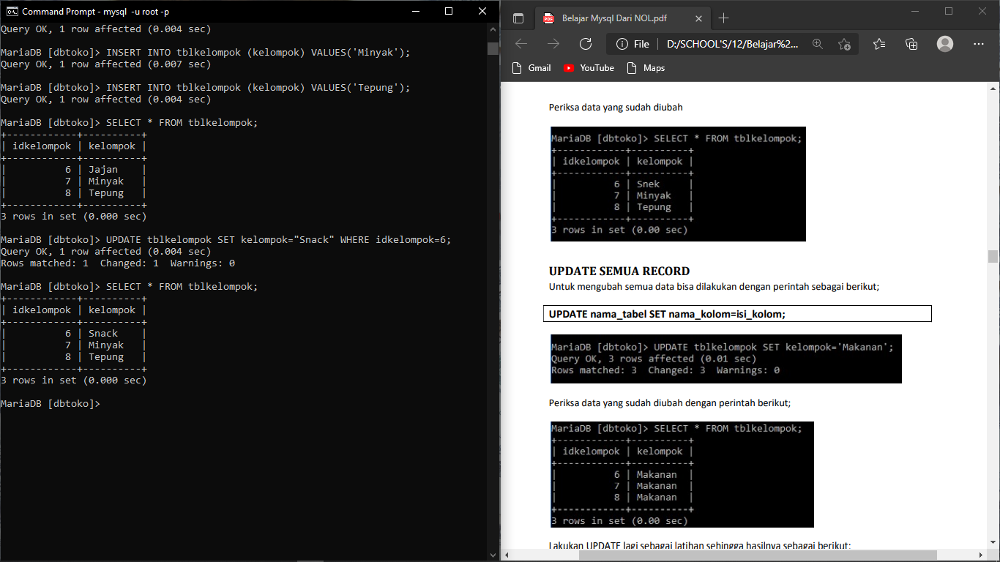 Command Prompt - mysql -u root -p
Query OK, 1 row affected (0.004 sec)
MariaDB [dbtoko]> INSERT INTO tblkelompok (kelompok) VALUES('Minyak');
Query OK, 1 row affected (0.007 sec)
MariaDB [dbtoko]> INSERT INTO tblkelompok (kelompok) VALUES('Tepung');
Query OK, 1 row affected (0.004 sec)
MariaDB [dbtoko]> SELECT * FROM tblkelompok;
+------------+----------+
| idkelompok | kelompok |
+------------+----------+
|          6 | Jajan    |
|          7 | Minyak   |
|          8 | Tepung   |
+------------+----------+
3 rows in set (0.000 sec)
MariaDB [dbtoko]> UPDATE tblkelompok SET kelompok="Snack" WHERE idkelompok=6;
Query OK, 1 row affected (0.004 sec)
Rows matched: 1  Changed: 1  Warnings: 0
MariaDB [dbtoko]> SELECT * FROM tblkelompok;
+------------+----------+
| idkelompok | kelompok |
+------------+----------+
|          6 | Snack    |
|          7 | Minyak   |
|          8 | Tepung   |
+------------+----------+
3 rows in set (0.000 sec)
MariaDB [dbtoko]>
PDF Belajar Mysql Dari NOL.pdf
File D:/SCHOOL'S/12/Belajar%2...
Gmail YouTube Maps
Periksa data yang sudah diubah
MariaDB [dbtoko]> SELECT * FROM tblkelompok;
+------------+----------+
| idkelompok | kelompok |
+------------+----------+
|          6 | Snek     |
|          7 | Minyak   |
|          8 | Tepung   |
+------------+----------+
3 rows in set (0.00 sec)
UPDATE SEMUA RECORD
Untuk mengubah semua data bisa dilakukan dengan perintah sebagai berikut;
UPDATE nama_tabel SET nama_kolom=isi_kolom;
MariaDB [dbtoko]> UPDATE tblkelompok SET kelompok='Makanan';
Query OK, 3 rows affected (0.01 sec)
Rows matched: 3  Changed: 3  Warnings: 0
Periksa data yang sudah diubah dengan perintah berikut;
MariaDB [dbtoko]> SELECT * FROM tblkelompok;
+------------+----------+
| idkelompok | kelompok |
+------------+----------+
|          6 | Makanan  |
|          7 | Makanan  |
|          8 | Makanan  |
+------------+----------+
3 rows in set (0.00 sec)
Lakukan UPDATE lagi sebagai latihan sehingga hasilnya sebagai berikut;